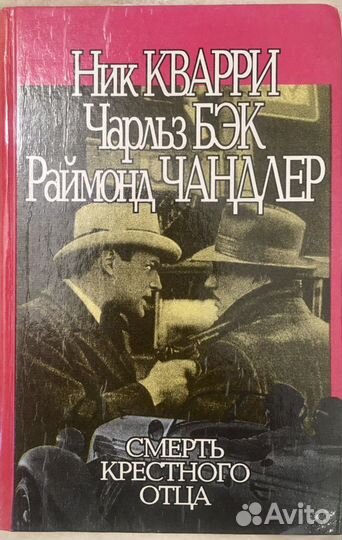 Ник КВАРРИ
Чарльз БЭК
Раймонд ЧАНДЛЕР
СМЕРТЬ
КРЕСТНОГО
ОТЦА
Avito